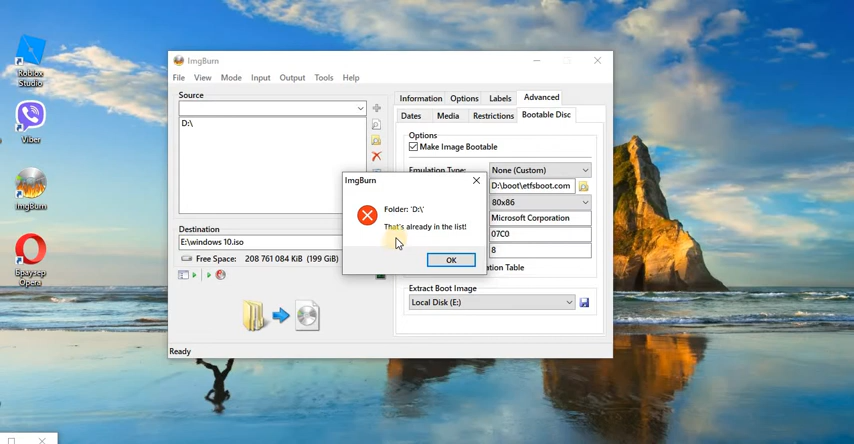 Roblox
Studio
Viber
ImgBurn
Браузер
Opera
ImgBurn
File View Mode Input Output Tools Help
Source
D:\
Destination
E:\windows 10.iso
Free Space: 208 761 084 KiB (199 GiB)
Ready
Information Options Labels Advanced
Dates Media Restrictions Bootable Disc
Options
Make Image Bootable
Emulation Type: None (Custom)
D:\boot\etfsboot.com
80x86
Microsoft Corporation
07C0
8
ation Table
Extract Boot Image
Local Disk (E:)
ImgBurn
Folder: 'D:\'
That's already in the list!
OK